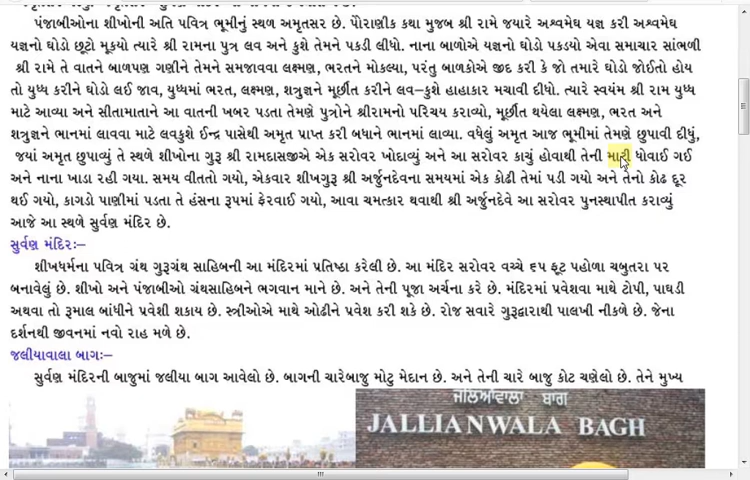 પંજાબીઓના શીખોની અતિ પવિત્ર ભૂમીનું સ્થળ અમૃતસર છે. પૌરાણીક કથા મુજબ શ્રી રામે જયારે અશ્વમેઘ યજ્ઞ કરી અશ્વમેઘ
યજ્ઞનો ઘોડો છૂટો મૂકયો ત્યારે શ્રી રામના પુત્ર લવ અને કુશે તેમને પકડી લીધો. નાના બાળોએ યજ્ઞનો ઘોડો પકડયો એવા સમાચાર સાંભળી
શ્રી રામે તે વાતને બાળપણ ગણીને તેમને સમજાવવા લક્ષ્મણ, ભરતને મોકલ્યા, પરંતુ બાળકોએ જીદ કરી કે જો તમારે ઘોડો જોઈતો હોય
તો યુધ્ધ કરીને ઘોડો લઈ જાવ, યુધ્ધમાં ભરત, લક્ષ્મણ, શત્રુઘ્નને મૂર્છીત કરીને લવ–કુશે હાહાકાર મચાવી દીધો. ત્યારે સ્વયંમ શ્રી રામ યુધ્ધ
માટે આવ્યા અને સીતામાતાને આ વાતની ખબર પડતા તેમણે પુત્રોને શ્રીરામનો પરિચય કરાવ્યો, મૂર્છીત થયેલા લક્ષ્મણ, ભરત અને
શત્રુઘ્નને ભાનમાં લાવવા માટે લવકુશે ઈન્દ્ર પાસેથી અમૃત પ્રાપ્ત કરી બધાને ભાનમાં લાવ્યા. વધેલું અમૃત આજ ભૂમીમાં તેમણે છુપાવી દીધું,
જયાં અમૃત છુપાવ્યું તે સ્થળે શીખોના ગુરૂ શ્રી રામદાસજીએ એક સરોવર ખોદાવ્યું અને આ સરોવર કાચું હોવાથી તેની માટી ધોવાઈ ગઈ
અને નાના ખાડા રહી ગયા. સમય વીતતો ગયો, એકવાર શીખગુરૂ શ્રી અર્જુનદેવના સમયમાં એક કોઢી તેમાં પડી ગયો અને તેનો કોઢ દૂર
થઈ ગયો, કાગડો પાણીમાં પડતા તે હંસના રૂપમાં ફેરવાઈ ગયો, આવા ચમત્કાર થવાથી શ્રી અર્જુનદેવે આ સરોવર પુનસ્થાપીત કરાવ્યું
આજે આ સ્થળે સુર્વણ મંદિર છે.
સુર્વણ મંદિરઃ–
શીખધર્મના પવિત્ર ગ્રંથ ગુરૂગ્રંથ સાહિબની આ મંદિરમાં પ્રતિષ્ઠા કરેલી છે. આ મંદિર સરોવર વચ્ચે ૬૫ ફૂટ પહોળા ચબુતરા પર
બનાવેલું છે. શીખો અને પંજાબીઓ ગ્રંથસાહિબને ભગવાન માને છે. અને તેની પૂજા અર્ચના કરે છે. મંદિરમાં પ્રવેશવા માથે ટોપી, પાઘડી
અથવા તો રૂમાલ બાંધીને પ્રવેશી શકાય છે. સ્ત્રીઓએ માથે ઓઢીને પ્રવેશ કરી શકે છે. રોજ સવારે ગુરૂદ્વારાથી પાલખી નીકળે છે. જેના
દર્શનથી જીવનમાં નવો રાહ મળે છે.
જલીયાવાલા બાગઃ–
સુર્વણ મંદિરની બાજુમાં જલીયા બાગ આવેલો છે. બાગની ચારેબાજુ મોટુ મેદાન છે. અને તેની ચારે બાજુ કોટ ચણેલો છે. તેને મુખ્ય
ਜਲਿਆਂਵਾਲਾ ਬਾਗ਼
JALLIANWALA BAGH